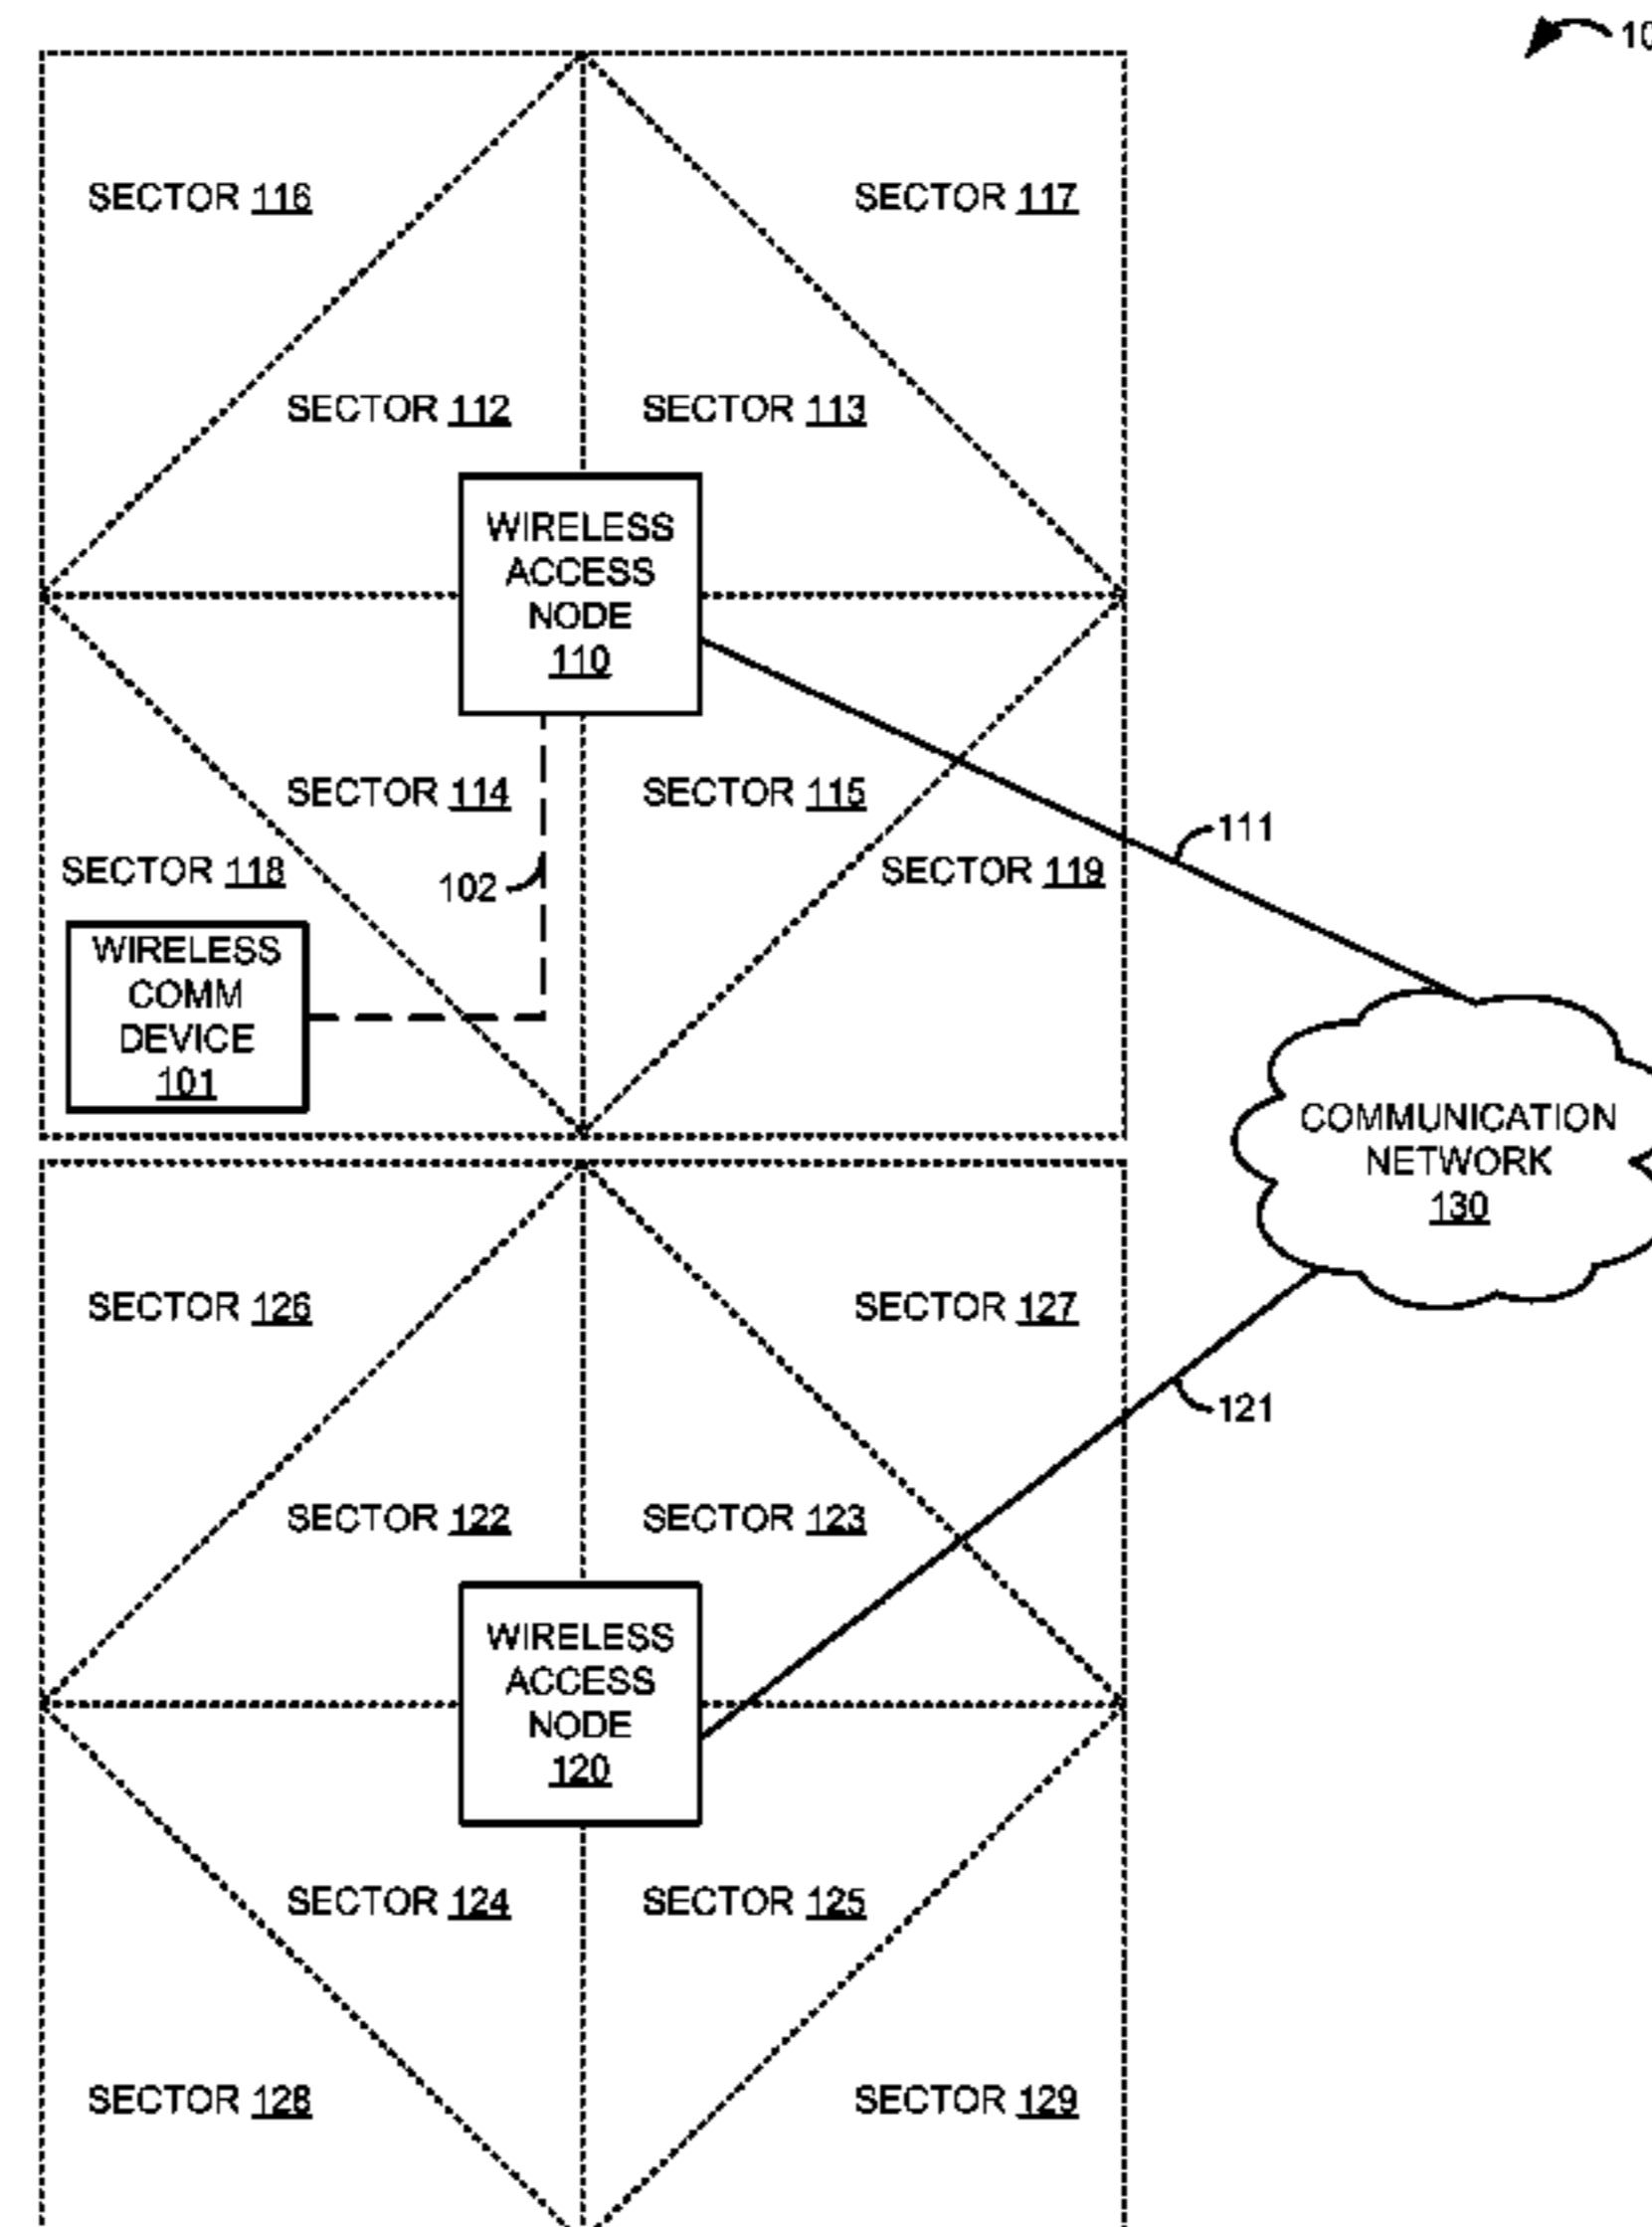 10
SECTOR 116
SECTOR 117
SECTOR 112
SECTOR 113
WIRELESS
ACCESS
NODE
110
SECTOR 114
SECTOR 115
111
SECTOR 118
102
SECTOR 119
WIRELESS
COMM
DEVICE
101
COMMUNICATION
NETWORK
130
SECTOR 126
SECTOR 127
121
SECTOR 122
SECTOR 123
WIRELESS
ACCESS
NODE
120
SECTOR 124
SECTOR 125
SECTOR 128
SECTOR 129